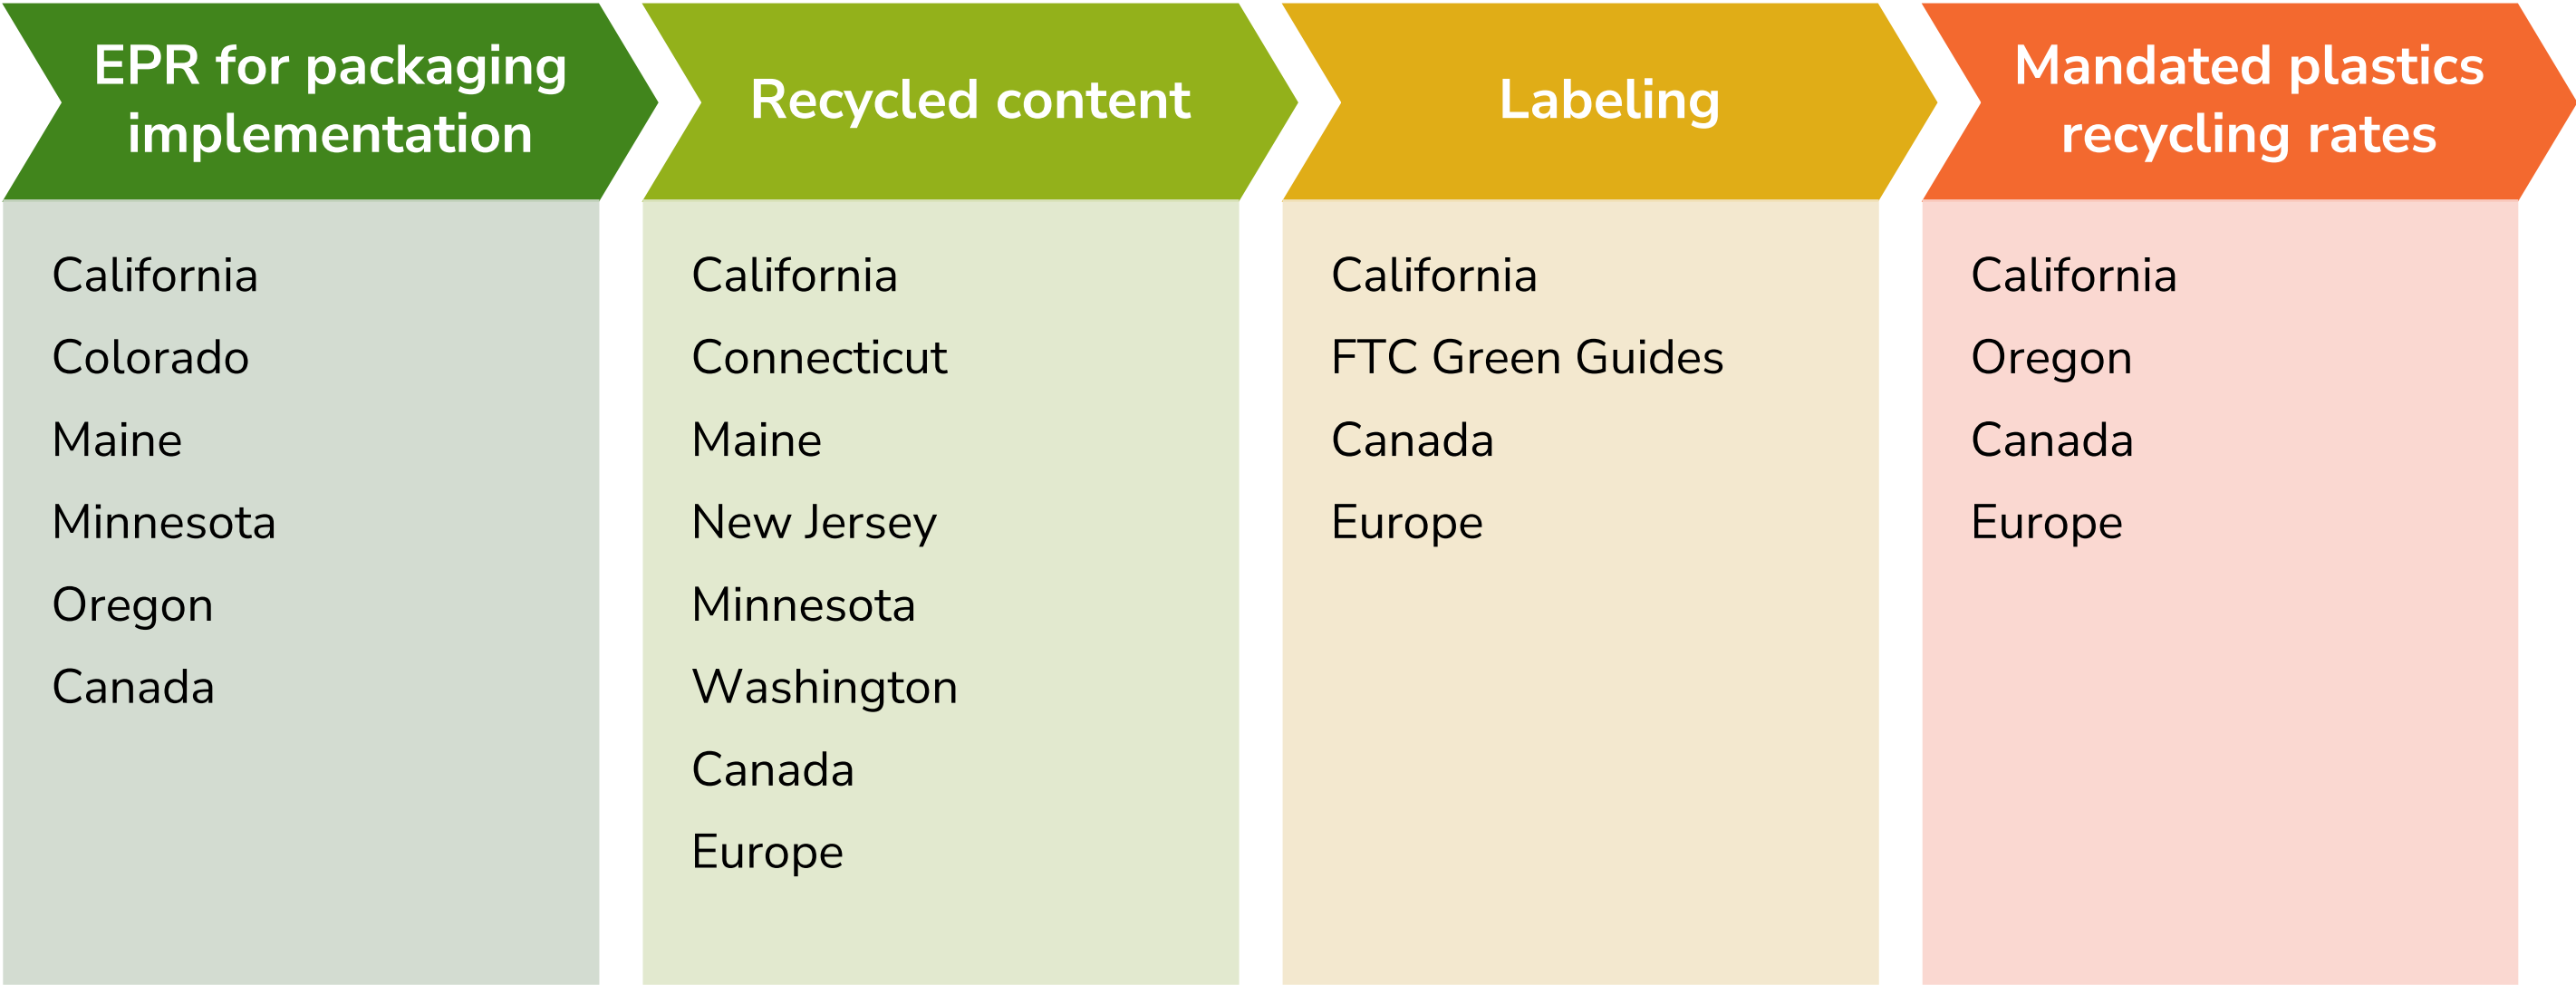 EPR for packaging
implementation
California
Colorado
Maine
Minnesota
Oregon
Canada
Recycled content
California
Connecticut
Maine
New Jersey
Minnesota
Washington
Canada
Europe
Labeling
California
FTC Green Guides
Canada
Europe
Mandated plastics
recycling rates
California
Oregon
Canada
Europe